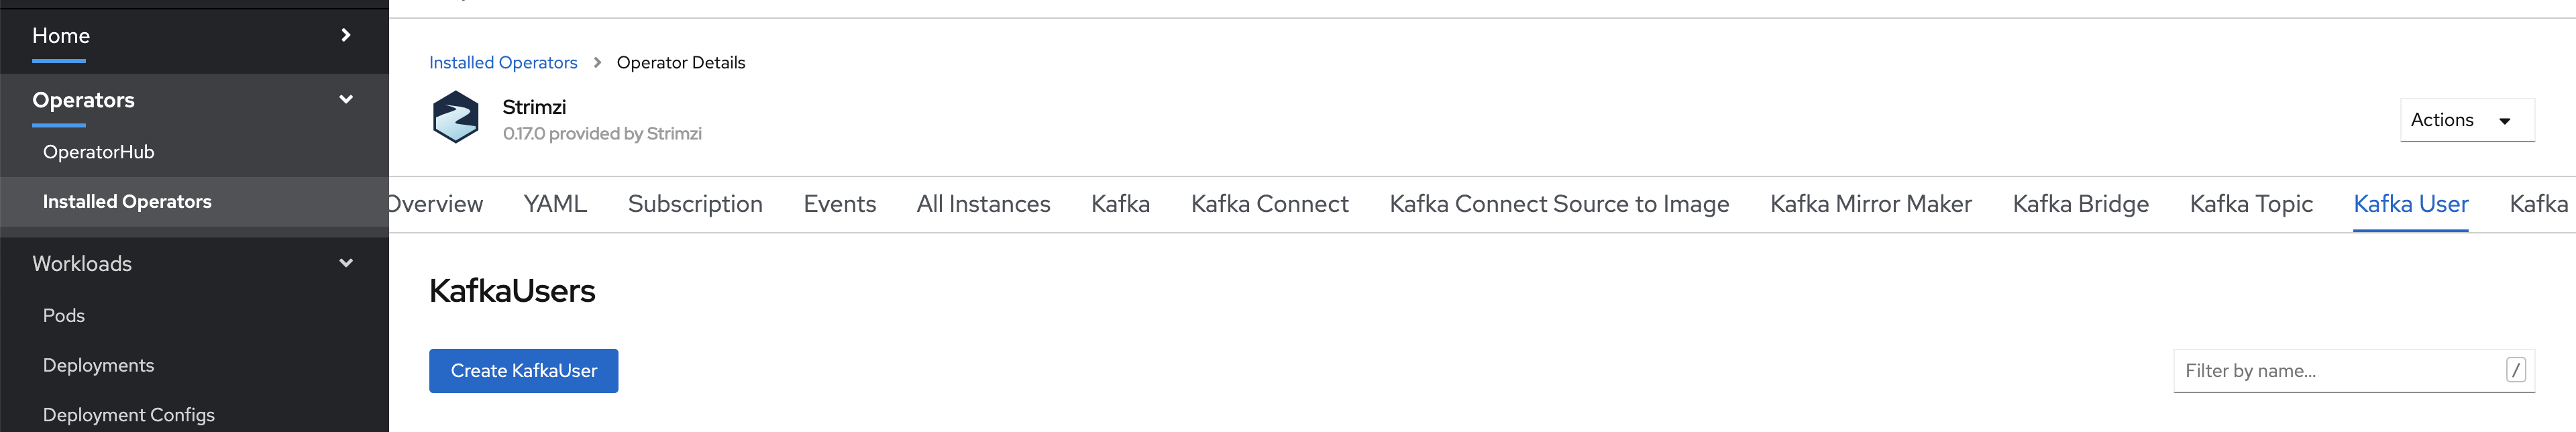 Home
Operators
OperatorHub
Installed Operators
Workloads
Pods
Deployments
Deployment Configs
Installed Operators > Operator Details
Strimzi
0.17.0 provided by Strimzi
Actions
Overview YAML Subscription Events All Instances Kafka Kafka Connect Kafka Connect Source to Image Kafka Mirror Maker Kafka Bridge Kafka Topic Kafka User Kafka
KafkaUsers
Create KafkaUser
Filter by name... /